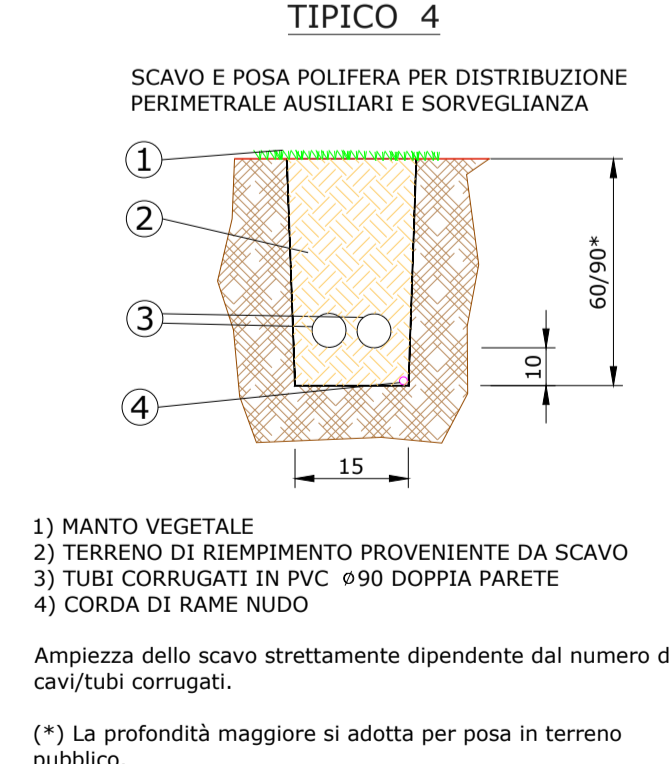 TIPICO 4
SCAVO E POSA POLIFERA PER DISTRIBUZIONE
PERIMETRALE AUSILIARI E SORVEGLIANZA
1
2
3
4
60/90*
10
15
1) MANTO VEGETALE
2) TERRENO DI RIEMPIMENTO PROVENIENTE DA SCAVO
3) TUBI CORRUGATI IN PVC ⌀90 DOPPIA PARETE
4) CORDA DI RAME NUDO
Ampiezza dello scavo strettamente dipendente dal numero d
cavi/tubi corrugati.
(*) La profondità maggiore si adotta per posa in terreno
pubblico.